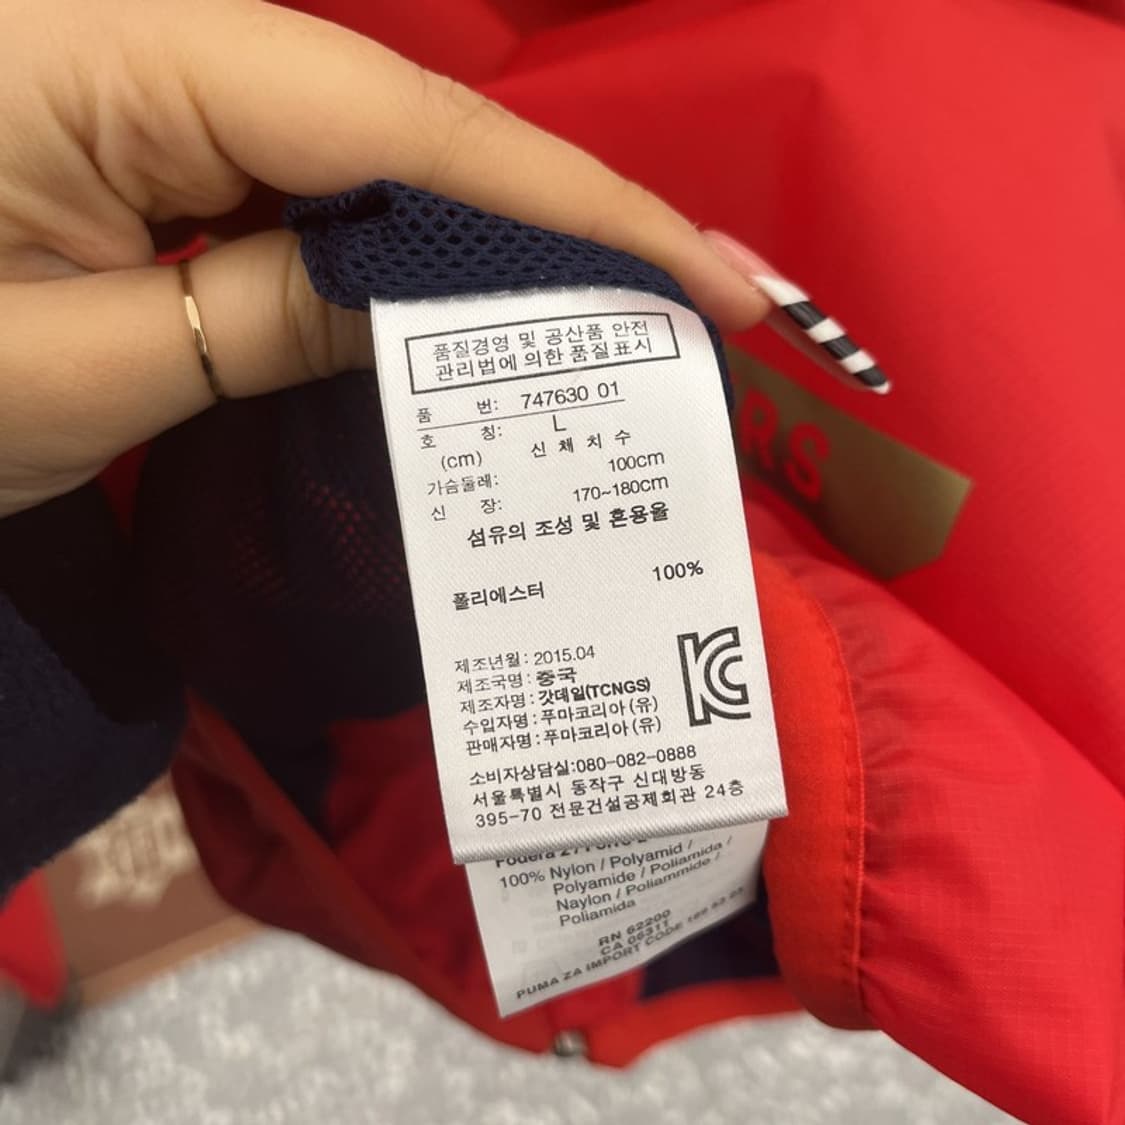 품질경영 및 공산품 안전
관리법에 의한 품질표시
품 번: 747630 01
호 칭: L
(cm) 신 체 치 수
가슴둘레: 100cm
신 장: 170~180cm
섬유의 조성 및 혼용율
폴리에스터 100%
제조년월: 2015.04
제조국명: 중국
제조자명: 갓데일(TCNGS)
수입자명: 푸마코리아(유)
판매자명: 푸마코리아(유)
소비자상담실:080-082-0888
서울특별시 동작구 신대방동
395-70 전문건설공제회관 24층
Fodera 2 /
100% Nylon / Polyamid /
Polyamide / Poliamida /
Naylon / Poliammide /
Poliamida
RN 62200
CA 05311
PUMA ZA IMPORT CODE
RS